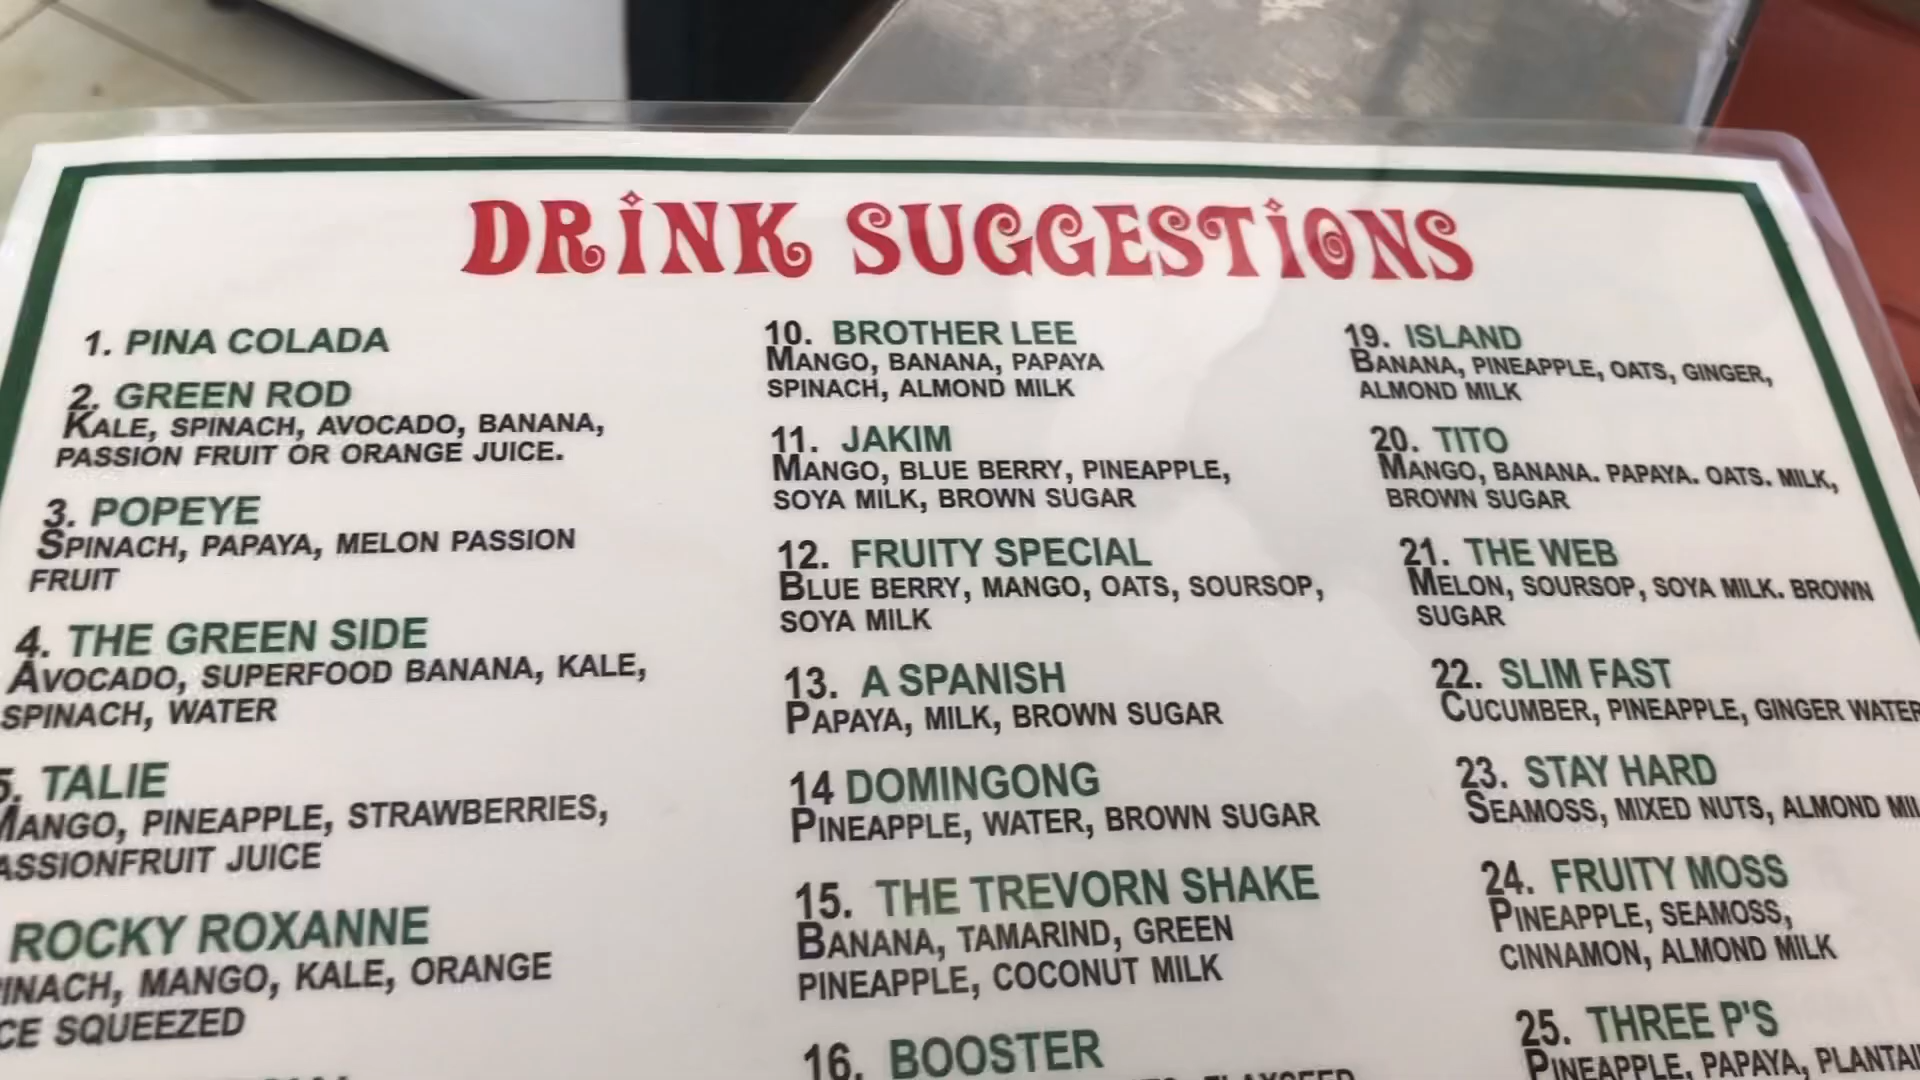 DRINK SUGGESTIONS
1. PINA COLADA
2. GREEN ROD
KALE, SPINACH, AVOCADO, BANANA,
PASSION FRUIT OR ORANGE JUICE.
3. POPEYE
SPINACH, PAPAYA, MELON PASSION
FRUIT
4. THE GREEN SIDE
AVOCADO, SUPERFOOD BANANA, KALE,
SPINACH, WATER
5. TALIE
MANGO, PINEAPPLE, STRAWBERRIES,
ASSIONFRUIT JUICE
ROCKY ROXANNE
INACH, MANGO, KALE, ORANGE
CE SQUEEZED
10. BROTHER LEE
MANGO, BANANA, PAPAYA
SPINACH, ALMOND MILK
11. JAKIM
MANGO, BLUE BERRY, PINEAPPLE,
SOYA MILK, BROWN SUGAR
12. FRUITY SPECIAL
BLUE BERRY, MANGO, OATS, SOURSOP,
SOYA MILK
13. A SPANISH
PAPAYA, MILK, BROWN SUGAR
14 DOMINGONG
PINEAPPLE, WATER, BROWN SUGAR
15. THE TREVORN SHAKE
BANANA, TAMARIND, GREEN
PINEAPPLE, COCONUT MILK
16. BOOSTER
FLAXSEED
19. ISLAND
BANANA, PINEAPPLE, OATS, GINGER,
ALMOND MILK
20. TITO
MANGO, BANANA. PAPAYA. OATS. MILK,
BROWN SUGAR
21. THE WEB
MELON, SOURSOP, SOYA MILK. BROWN
SUGAR
22. SLIM FAST
CUCUMBER, PINEAPPLE, GINGER WATER
23. STAY HARD
SEAMOSS, MIXED NUTS, ALMOND MIL
24. FRUITY MOSS
PINEAPPLE, SEAMOSS,
CINNAMON, ALMOND MILK
25. THREE P'S
PINEAPPLE, PAPAYA, PLANTAI